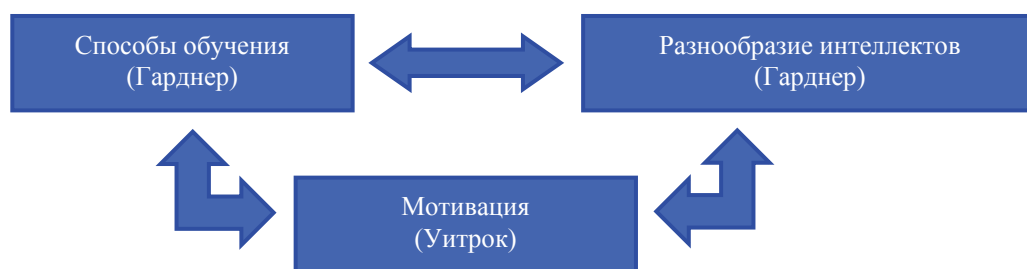 Способы обучения
(Гарднер)
Разнообразие интеллектов
(Гарднер)
Мотивация
(Уитрок)